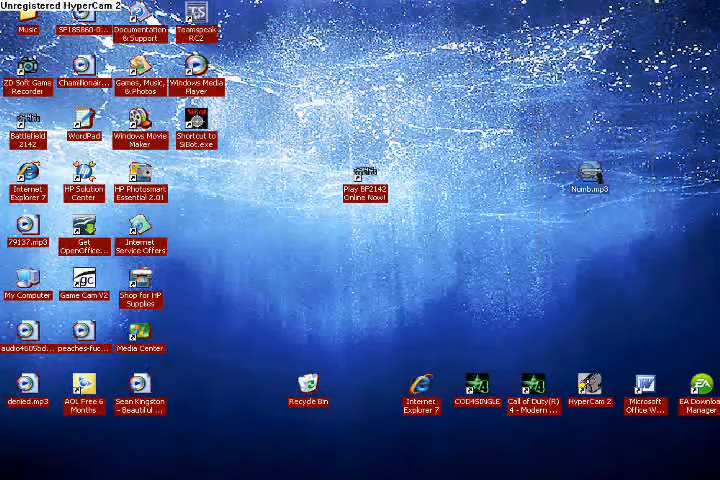 Unregistered HyperCam 2
Music
SF185860-0...
Documentation
& Support
Teamspeak
RC2
ZD Soft Game
Recorder
Chamillionair...
Games, Music,
& Photos
Windows Media
Player
Battlefield
2142
WordPad
Windows Movie
Maker
Shortcut to
SiBot.exe
Internet
Explorer 7
HP Solution
Center
HP Photosmart
Essential 2.01
Play BF2142
Online Now!
Numb.mp3
79137.mp3
Get
OpenOffice...
Internet
Service Offers
My Computer
Game Cam V2
Shop for HP
Supplies
audio4605bd...
peaches-fuc...
Media Center
denied.mp3
AOL Free 6
Months
Sean Kingston
- Beautiful ...
Recycle Bin
Internet
Explorer 7
COD4SINGLE
Call of Duty(R)
4 - Modern ...
HyperCam 2
Microsoft
Office W...
EA Downloa
Manager